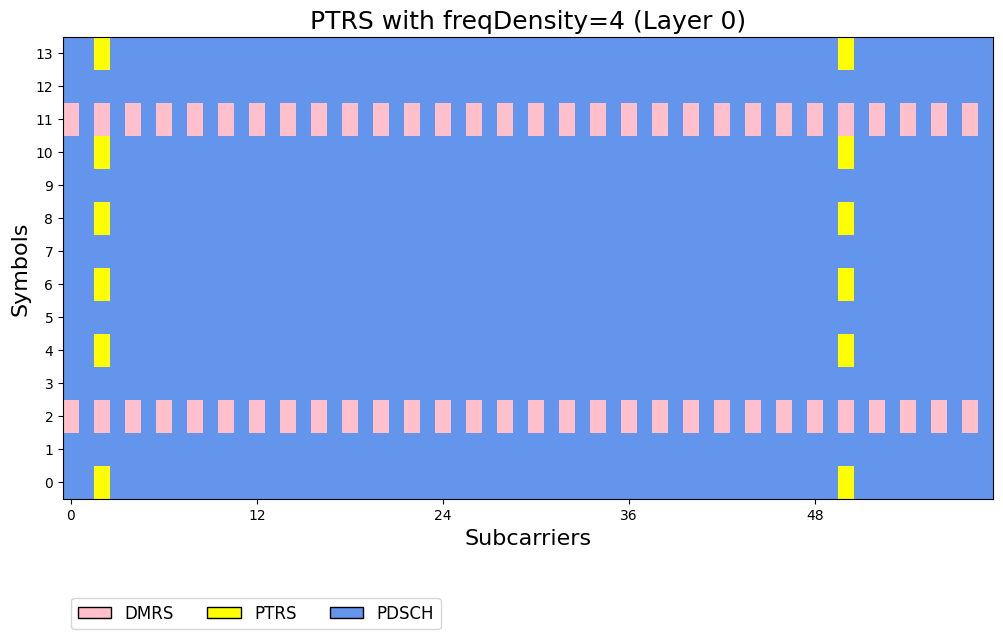 PTRS with freqDensity=4 (Layer 0)
13
12
11
10
9
8
7
6
5
4
3
2
1
0
Symbols
0 12 24 36 48
Subcarriers
DMRS PTRS PDSCH